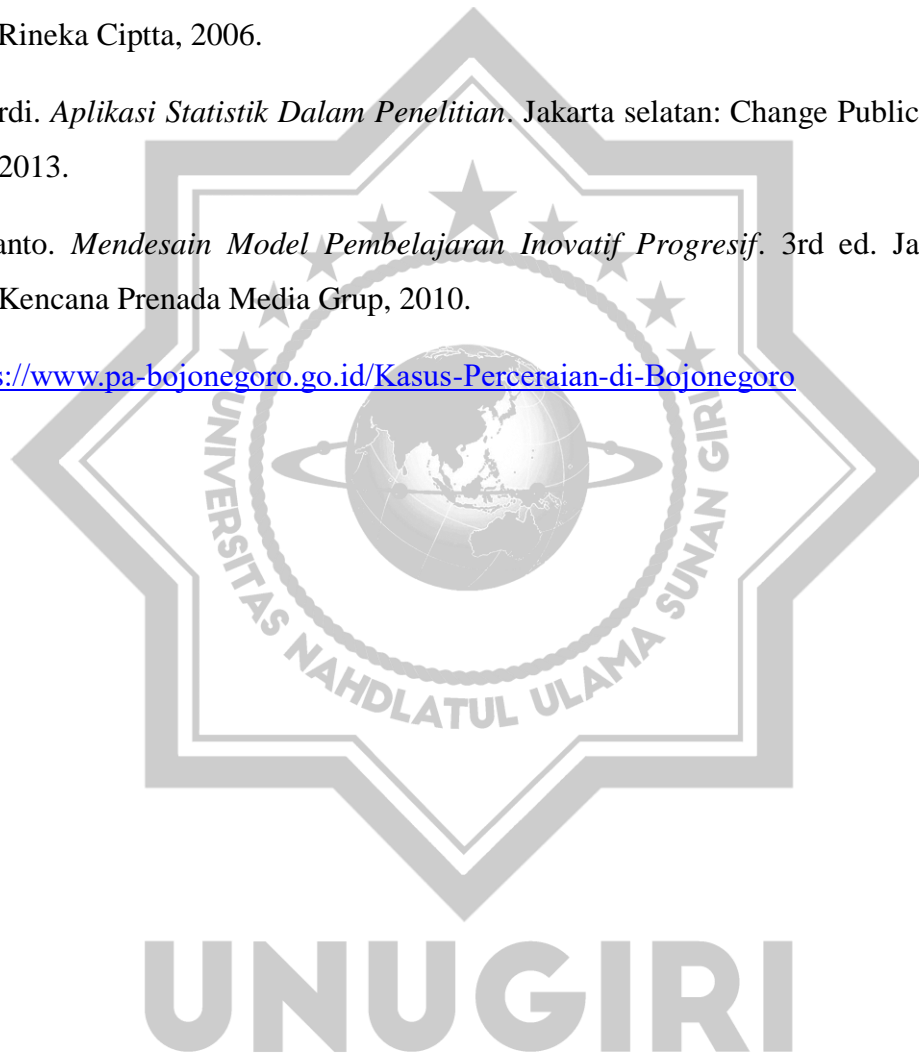 Rineka Ciptta, 2006.
rdi. Aplikasi Statistik Dalam Penelitian. Jakarta selatan: Change Public
2013.
anto. Mendesain Model Pembelajaran Inovatif Progresif. 3rd ed. Ja
Kencana Prenada Media Grup, 2010.
s://www.pa-bojonegoro.go.id/Kasus-Perceraian-di-Bojonegoro
UNIVERSITAS NAHDLATUL ULAMA SUNAN GIRI
UNUGIRI